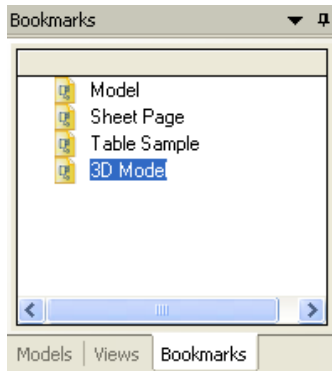 Bookmarks
Model
Sheet Page
Table Sample
3D Model
Models Views Bookmarks